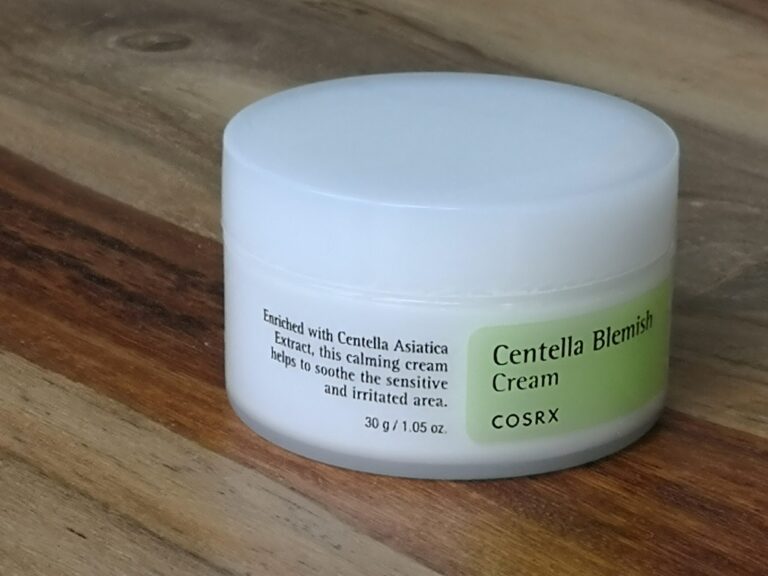 Enriched with Centella Asiatica
Extract, this calming cream
helps to soothe the sensitive
and irritated area.
30 g / 1.05 oz.
Centella Blemish
Cream
COSRX